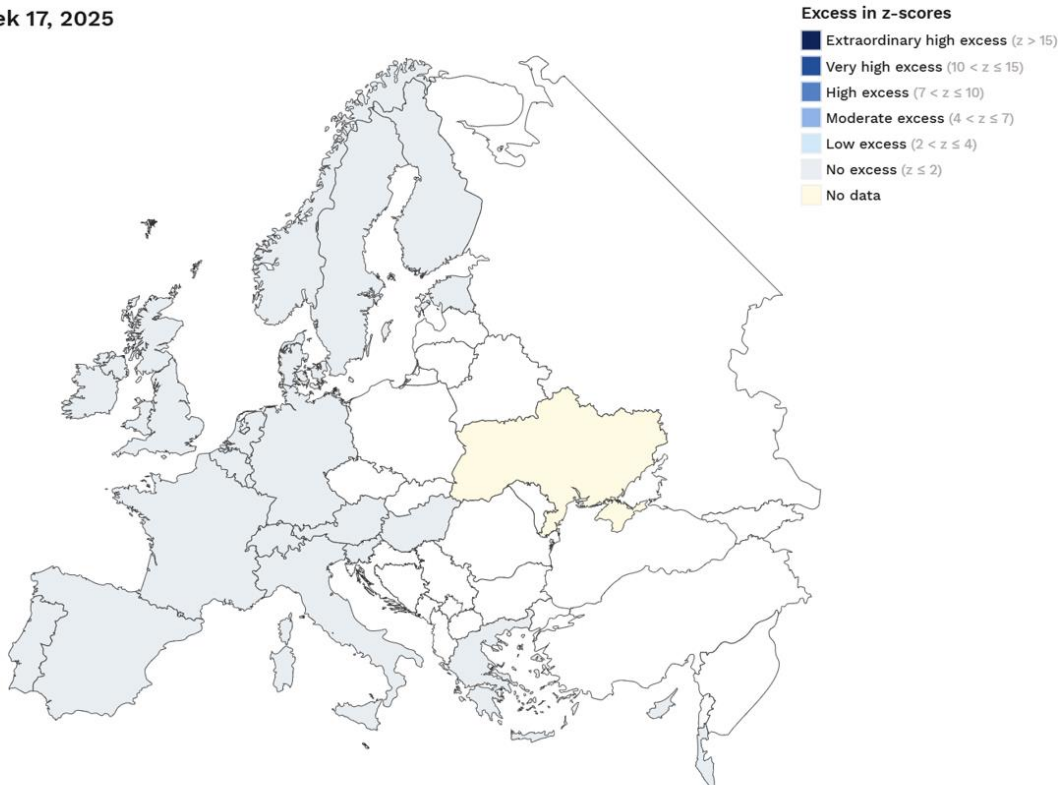 ek 17, 2025
Excess in z-scores
Extraordinary high excess (z > 15)
Very high excess (10 < z ≤ 15)
High excess (7 < z ≤ 10)
Moderate excess (4 < z ≤ 7)
Low excess (2 < z ≤ 4)
No excess (z ≤ 2)
No data